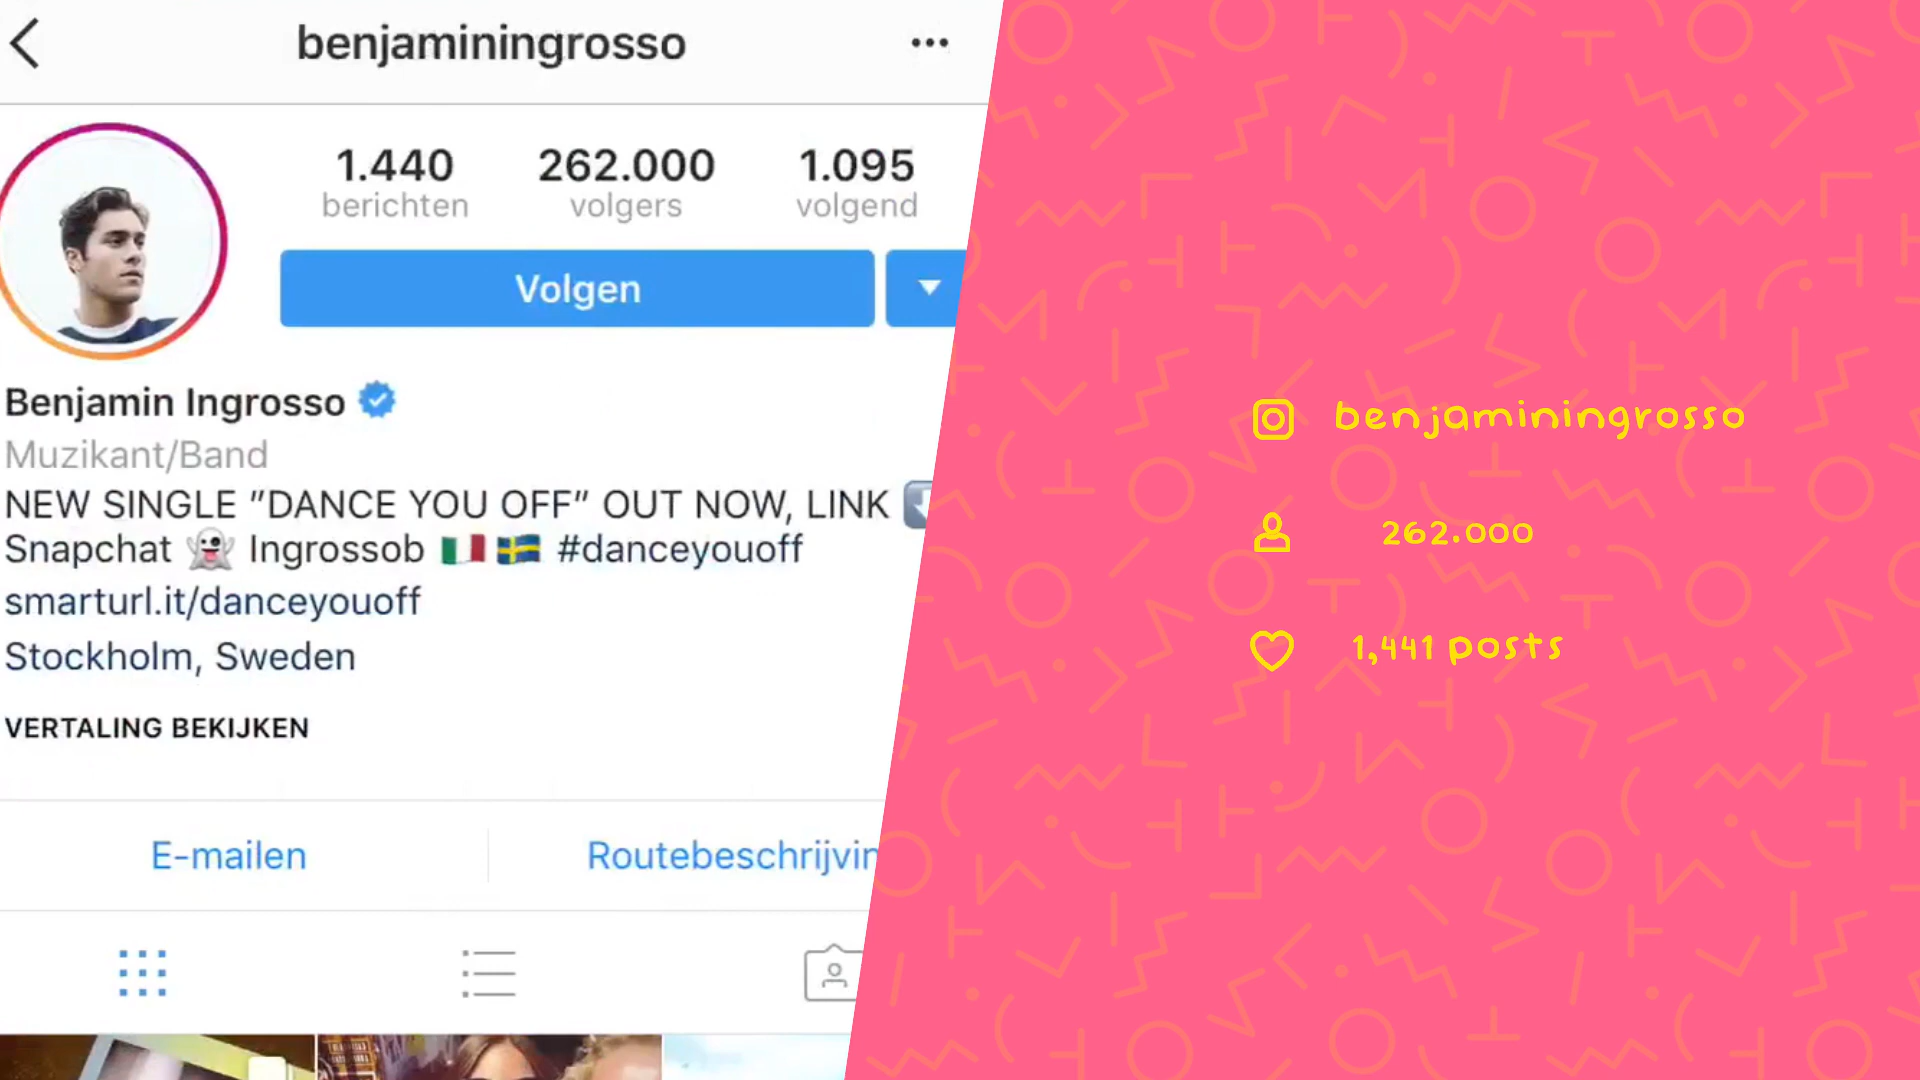 benjaminingrosso
1.440 262.000 1.095
berichten volgers volgend
Volgen
Benjamin Ingrosso
Muzikant/Band
NEW SINGLE ”DANCE YOU OFF” OUT NOW, LINK ⬇️
Snapchat 👻 Ingrossob 🇮🇹 🇸🇪 #danceyouoff
smarturl.it/danceyouoff
Stockholm, Sweden
VERTALING BEKIJKEN
E-mailen Routebeschrijvin
benjaminingrosso
262.000
1,441 posts